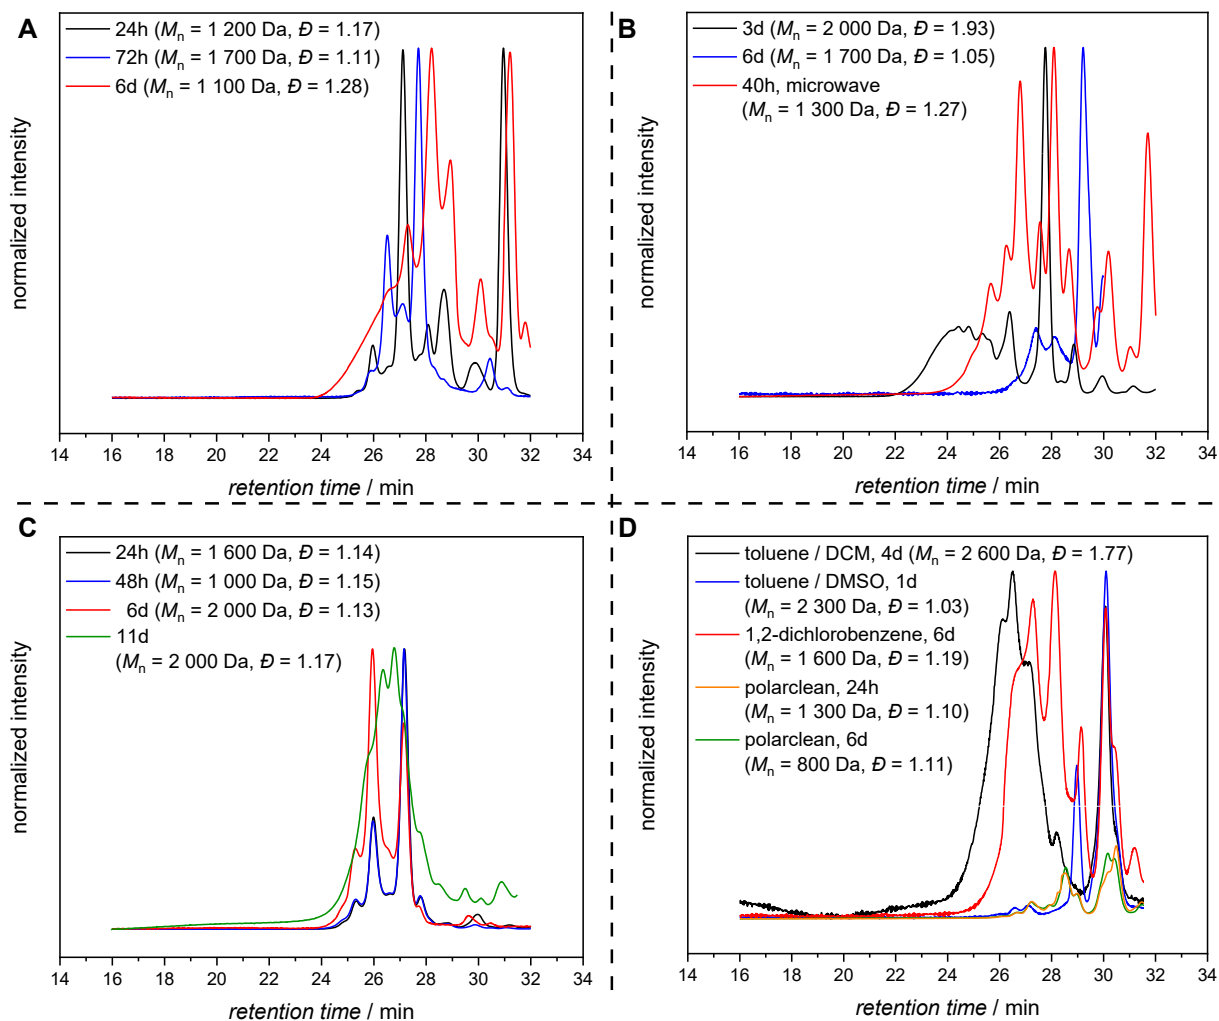 A
24h (Mn = 1 200 Da, Đ = 1.17)
72h (Mn = 1 700 Da, Đ = 1.11)
6d (Mn = 1 100 Da, Đ = 1.28)
normalized intensity
14 16 18 20 22 24 26 28 30 32 34
retention time / min
B
3d (Mn = 2 000 Da, Đ = 1.93)
6d (Mn = 1 700 Da, Đ = 1.05)
40h, microwave
(Mn = 1 300 Da, Đ = 1.27)
normalized intensity
14 16 18 20 22 24 26 28 30 32 34
retention time / min
C
24h (Mn = 1 600 Da, Đ = 1.14)
48h (Mn = 1 000 Da, Đ = 1.15)
6d (Mn = 2 000 Da, Đ = 1.13)
11d
(Mn = 2 000 Da, Đ = 1.17)
normalized intensity
14 16 18 20 22 24 26 28 30 32 34
retention time / min
D
toluene / DCM, 4d (Mn = 2 600 Da, Đ = 1.77)
toluene / DMSO, 1d
(Mn = 2 300 Da, Đ = 1.03)
1,2-dichlorobenzene, 6d
(Mn = 1 600 Da, Đ = 1.19)
polarclean, 24h
(Mn = 1 300 Da, Đ = 1.10)
polarclean, 6d
(Mn = 800 Da, Đ = 1.11)
normalized intensity
14 16 18 20 22 24 26 28 30 32 34
retention time / min